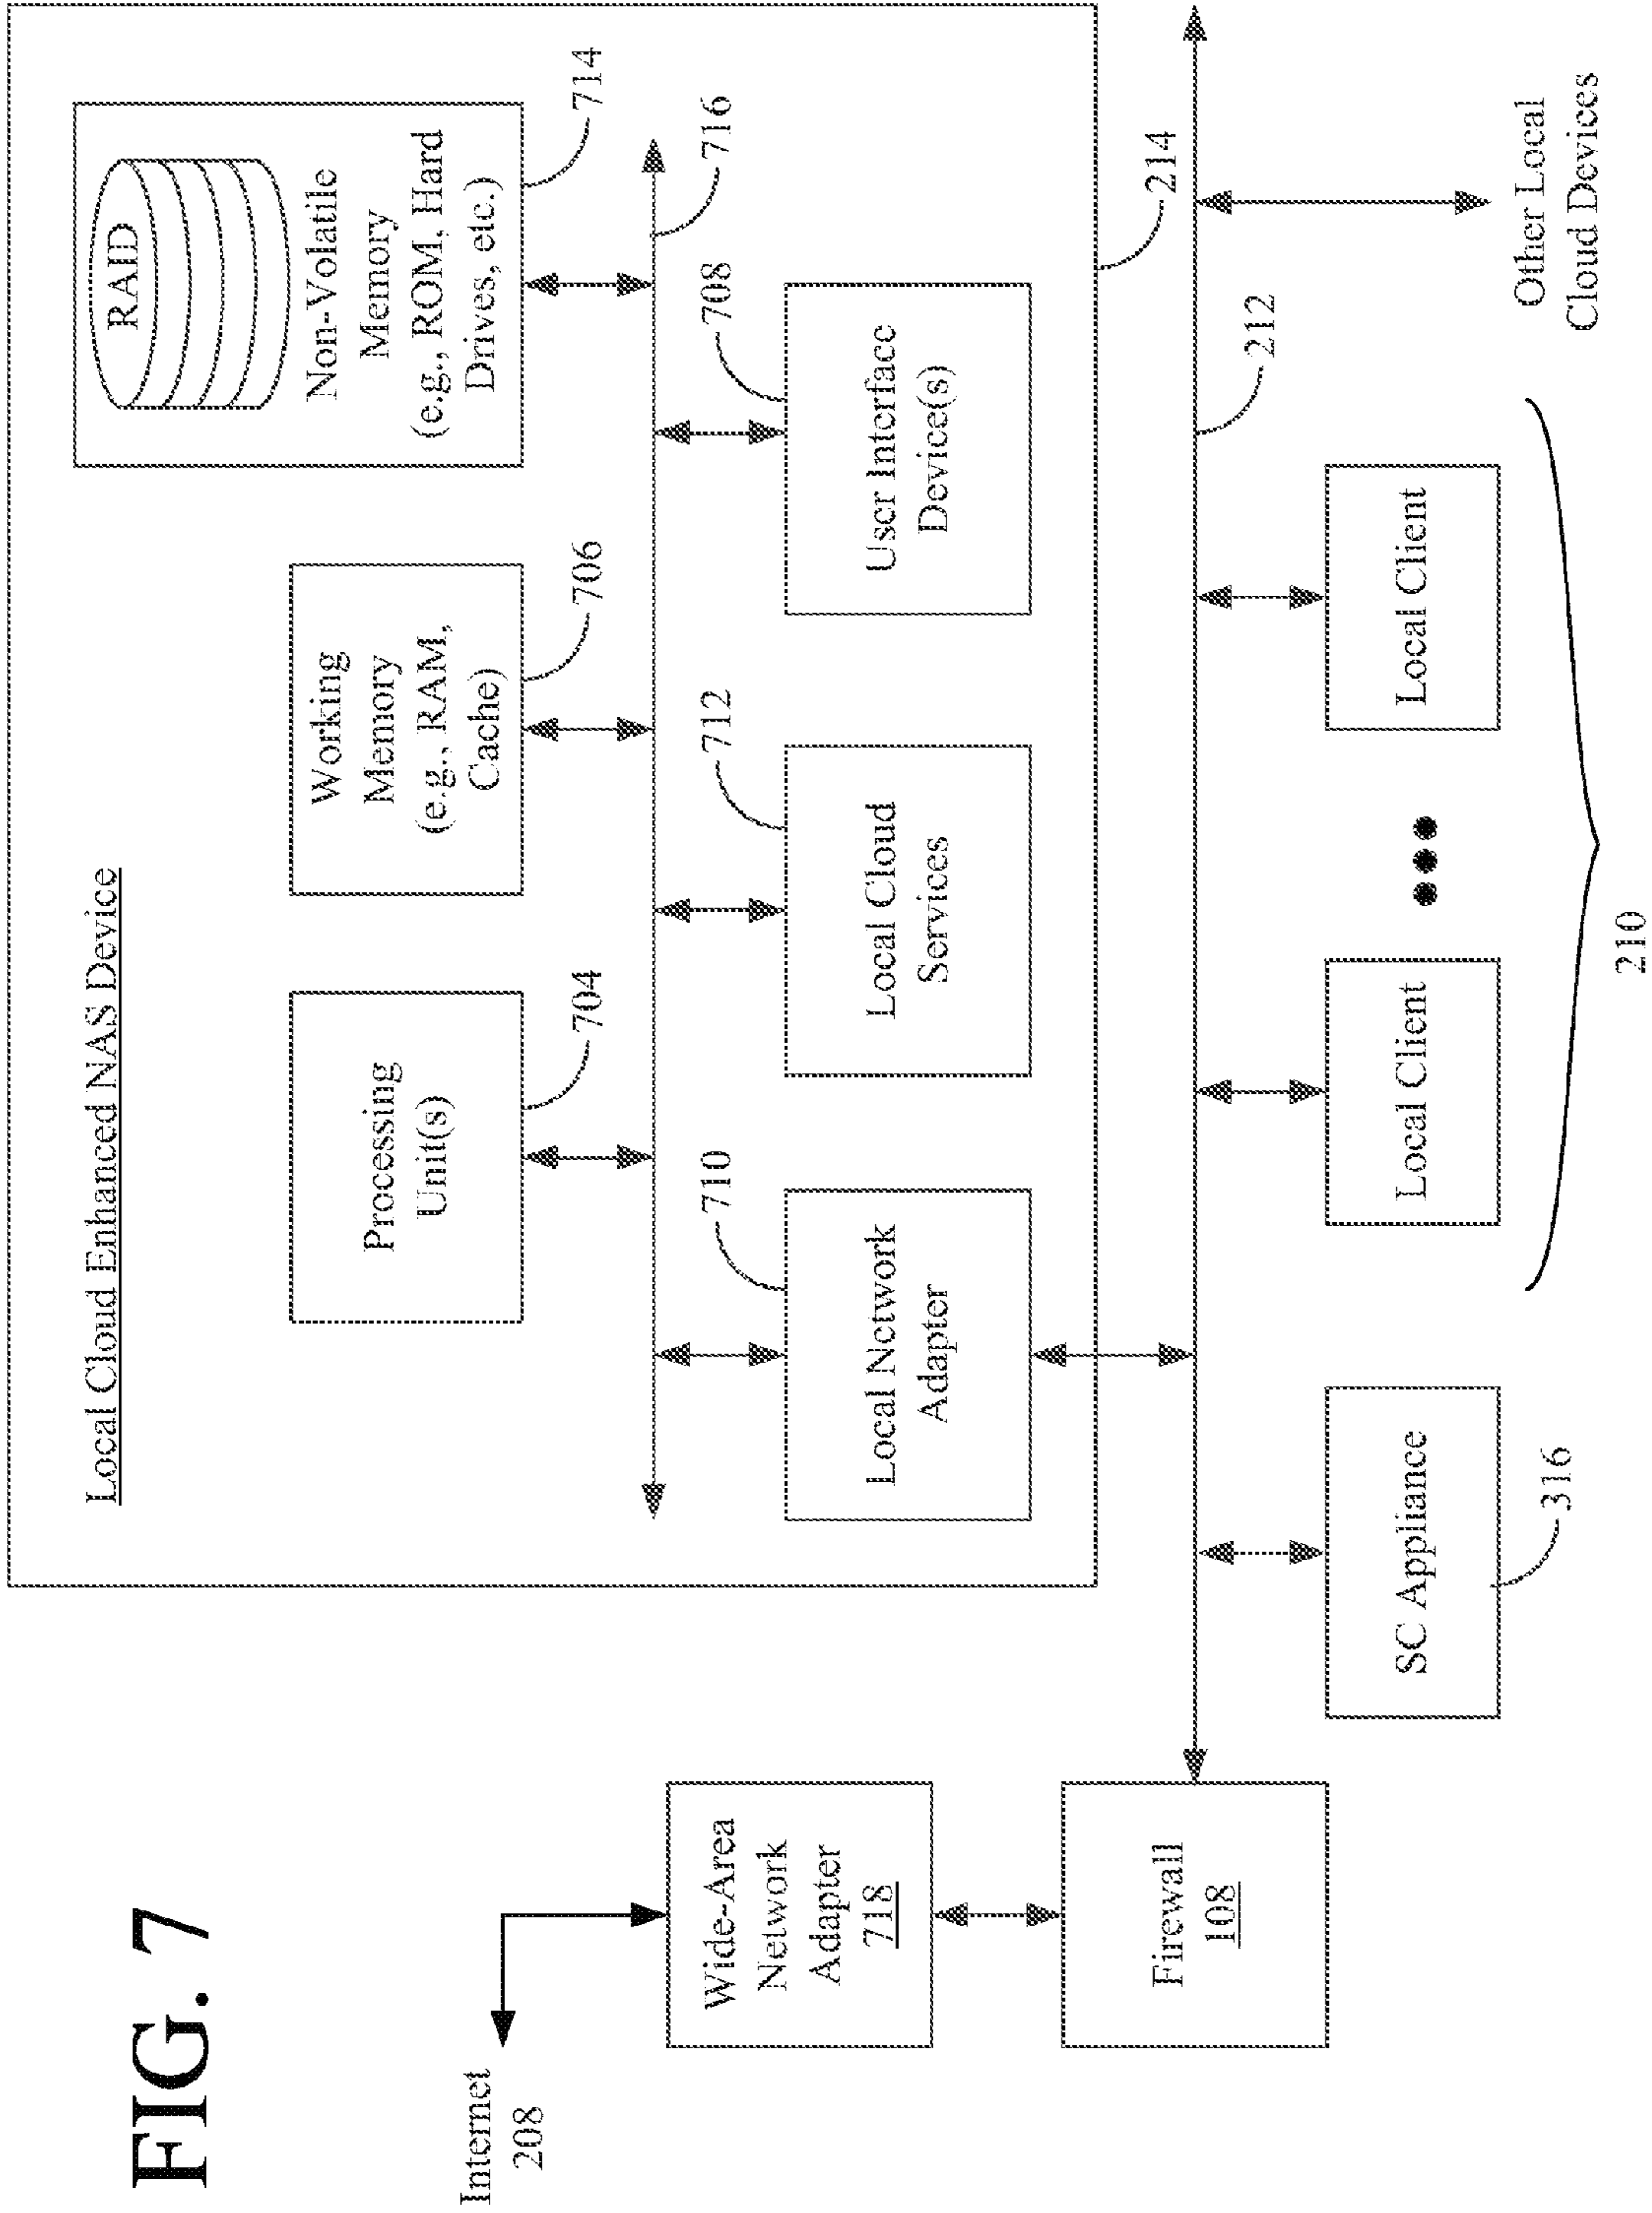 FIG. 7
Local Cloud Enhanced NAS Device
RAID
Non-Volatile
Memory
(e.g., ROM, Hard
Drives, etc.)
714
Working
Memory
(e.g., RAM,
Cache)
706
Processing
Unit(s)
704
716
710
712
708
Local Network
Adapter
Local Cloud
Services
User Interface
Device(s)
214
Internet
208
Wide-Area
Network
Adapter
718
Firewall
108
212
SC Appliance
316
Local Client
Local Client
210
Other Local
Cloud Devices